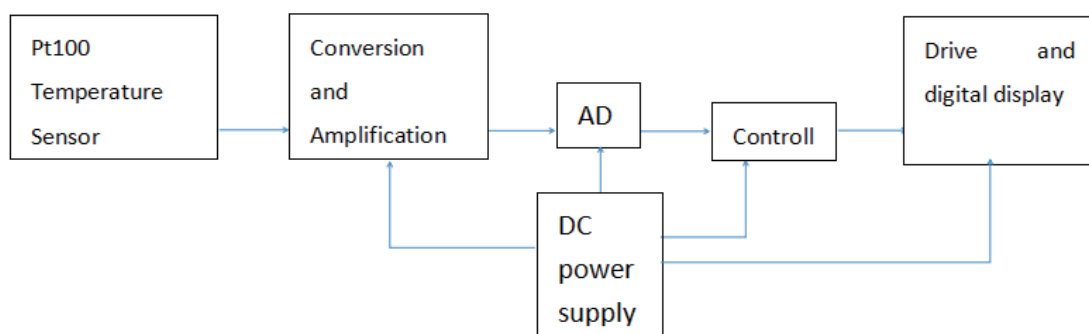 Pt100
Temperature
Sensor
Conversion
and
Amplification
AD
Controll
Drive and
digital display
DC
power
supply